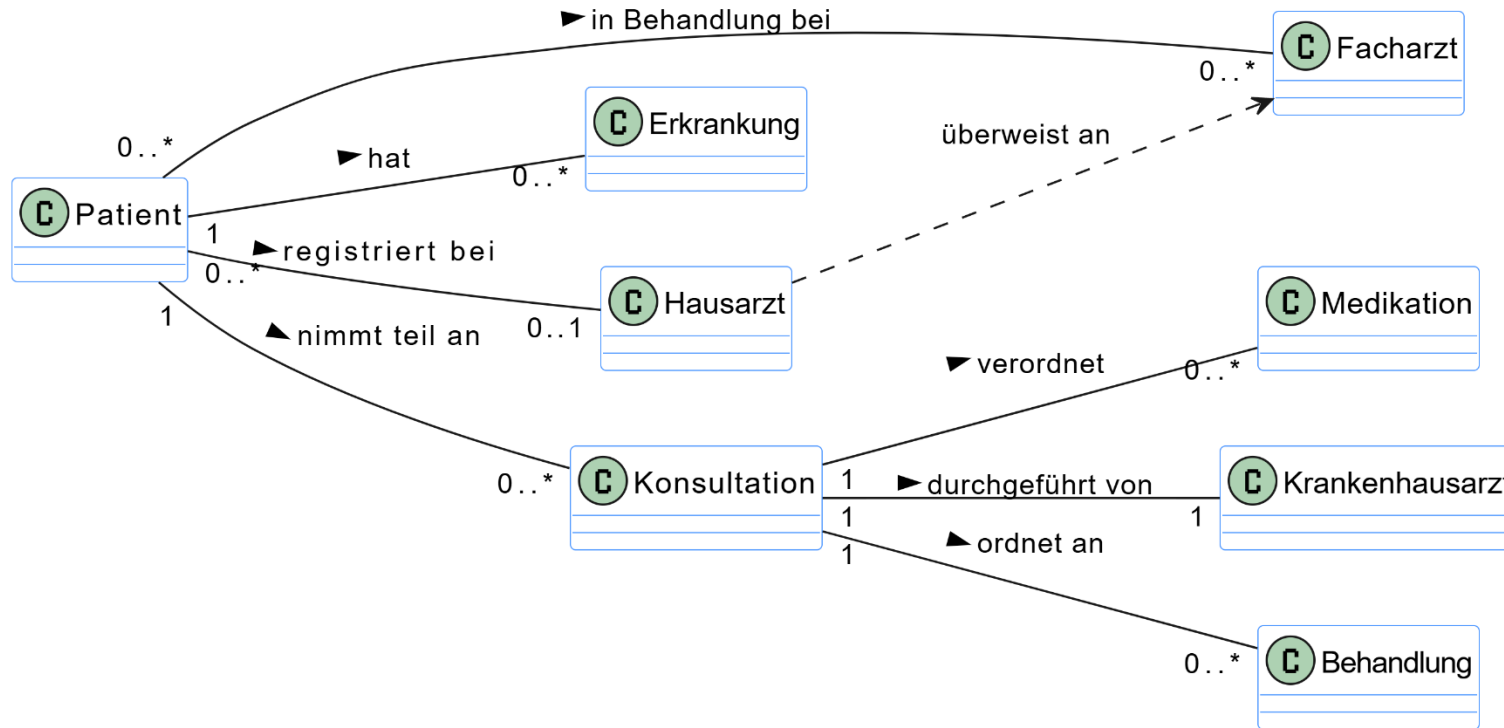 in Behandlung bei
C Facharzt
0..*
C Erkrankung
überweist an
0..*
hat
0..*
C Patient
1
registriert bei
0..*
C Hausarzt
C Medikation
1
nimmt teil an
0..1
verordnet
0..*
0..*
C Konsultation
1
durchgeführt von
C Krankenhausarzt
1
1
1
ordnet an
0..*
C Behandlung